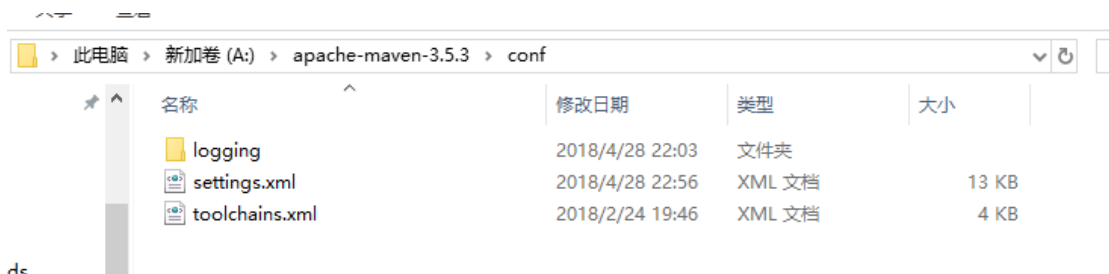 此电脑 › 新加卷 (A:) › apache-maven-3.5.3 › conf
名称 修改日期 类型 大小
logging 2018/4/28 22:03 文件夹
settings.xml 2018/4/28 22:56 XML 文档 13 KB
toolchains.xml 2018/2/24 19:46 XML 文档 4 KB
ds